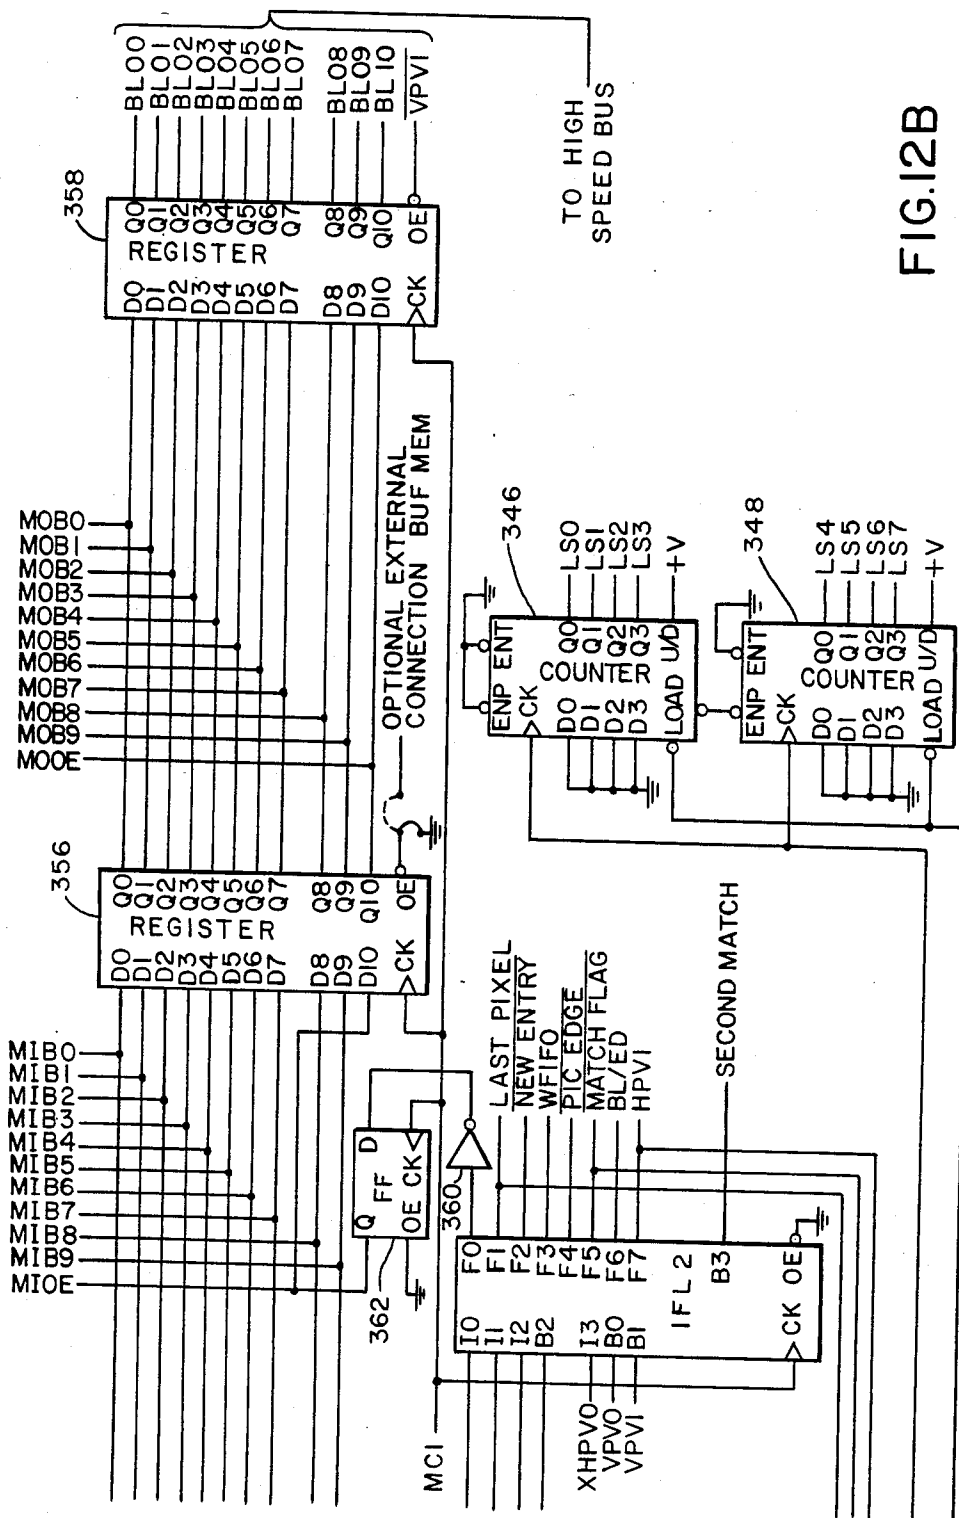 TO HIGH
SPEED BUS
BL00
BL01
BL02
BL03
BL04
BL05
BL06
BL07
BL08
BL09
BL10
VPVI
358
REGISTER
D0 Q0
D1 Q1
D2 Q2
D3 Q3
D4 Q4
D5 Q5
D6 Q6
D7 Q7
D8 Q8
D9 Q9
D10 Q10
CK OE
MOB0
MOB1
MOB2
MOB3
MOB4
MOB5
MOB6
MOB7
MOB8
MOB9
MOOE
OPTIONAL EXTERNAL
CONNECTION BUF MEM
356
REGISTER
D0 Q0
D1 Q1
D2 Q2
D3 Q3
D4 Q4
D5 Q5
D6 Q6
D7 Q7
D8 Q8
D9 Q9
D10 Q10
CK OE
MIB0
MIB1
MIB2
MIB3
MIB4
MIB5
MIB6
MIB7
MIB8
MIB9
MIOE
362
Q D
FF
OE CK
360
346
ENP ENT
CK
COUNTER
D0 Q0
D1 Q1
D2 Q2
D3 Q3
LOAD U/D
LS0
LS1
LS2
LS3
+V
348
ENP ENT
CK
COUNTER
D0 Q0
D1 Q1
D2 Q2
D3 Q3
LOAD U/D
LS4
LS5
LS6
LS7
+V
MCI
XHPVO
VPVO
VPVI
I0 F0
I1 F1
I2 F2
B2 F3
F4
I3 F5
B0 F6
B1 F7
IFL2
B3
CK OE
LAST PIXEL
NEW ENTRY
WFIFO
PIC EDGE
MATCH FLAG
BL/ED
HPVI
SECOND MATCH
FIG.12B